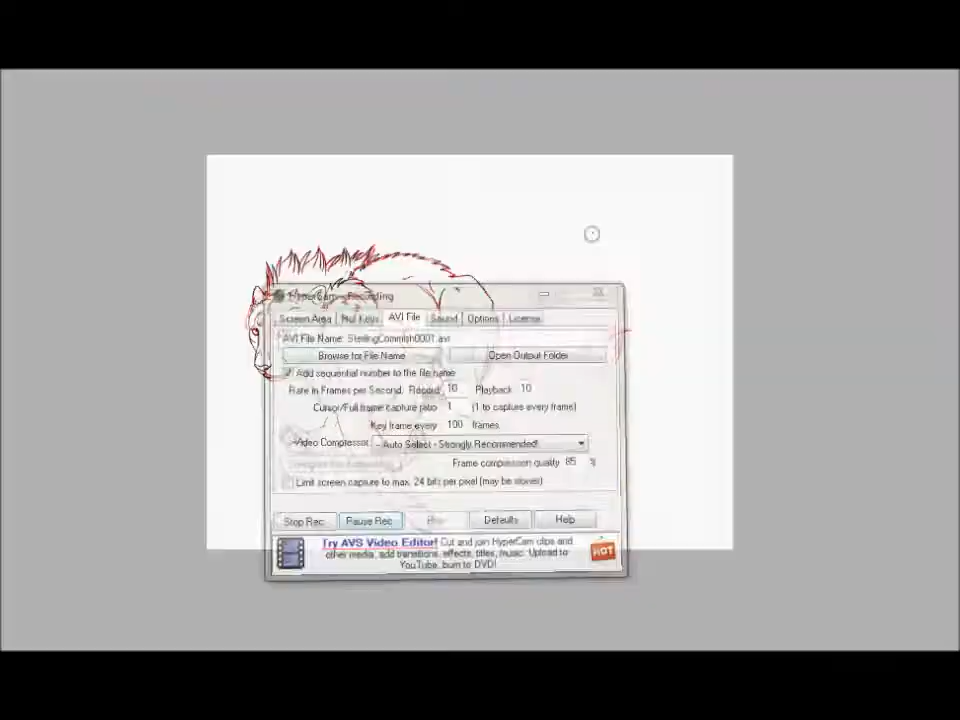 HyperCam - Recording
Screen Area Hot Keys AVI File Sound Options License
AVI File Name: SterlingCommish0001.avi
Browse for File Name Open Output Folder
Add sequential number to the file name
Rate in Frames per Second, Record 10 Playback 10
Cursor/Full frame capture ratio 1 (1 to capture every frame)
Key frame every 100 frames
Video Compressor - Auto Select - Strongly Recommended!
Frame compression quality 85 %
Limit screen capture to max. 24 bits per pixel (may be slower)
Stop Rec Pause Rec Defaults Help
Try AVS Video Editor! Cut and join HyperCam clips and
other media, add transitions, effects, titles, music. Upload to
YouTube, burn to DVD!
HOT